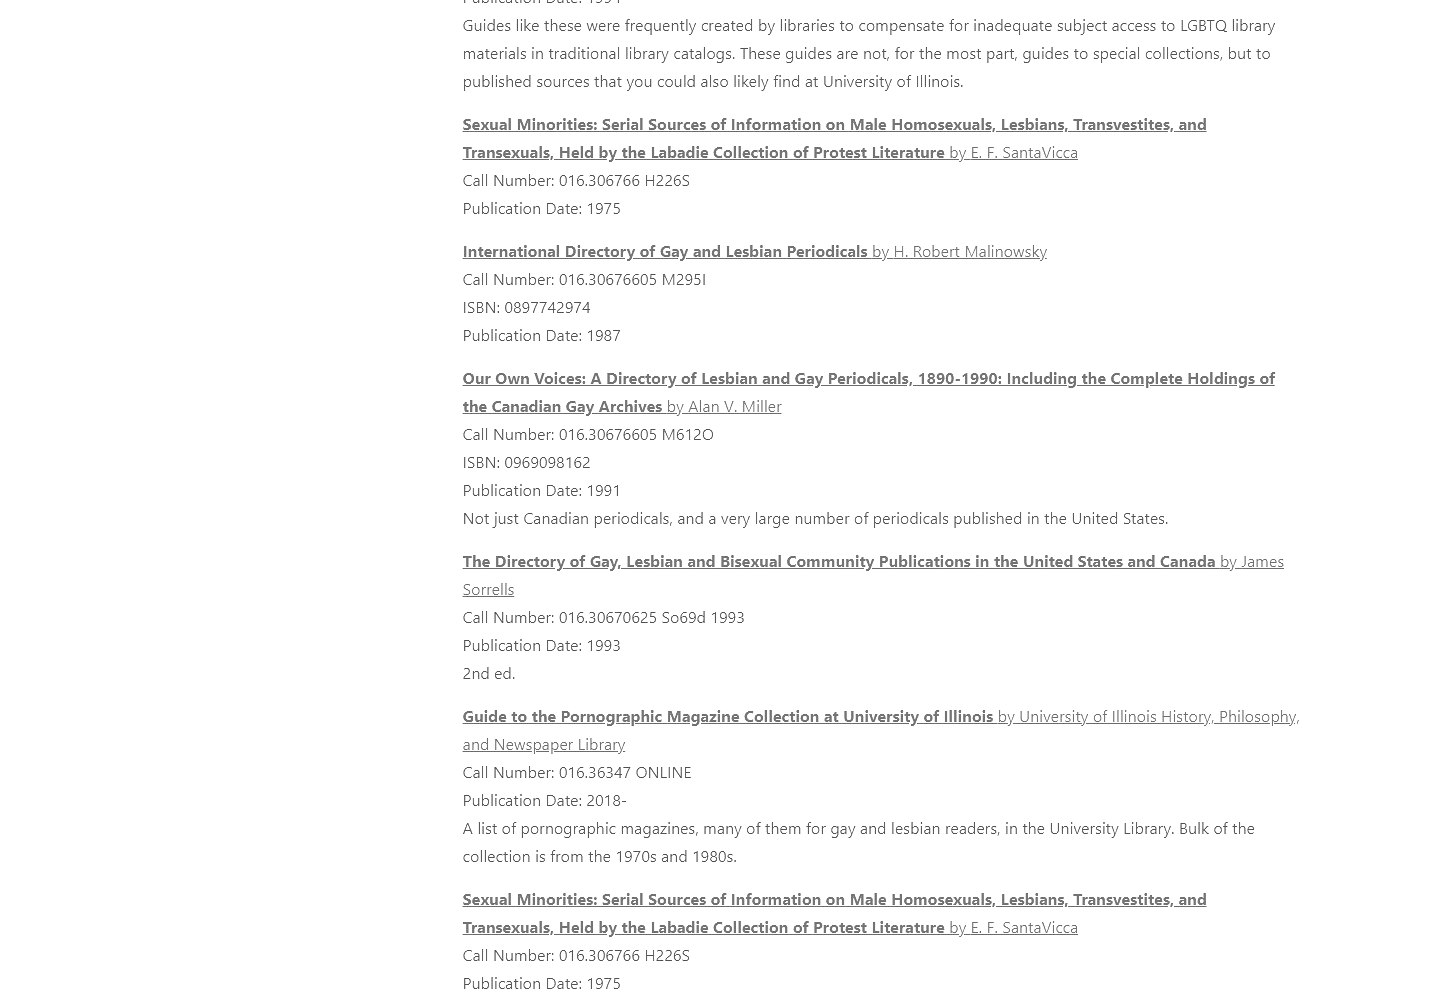 Publication Date: 1994
Guides like these were frequently created by libraries to compensate for inadequate subject access to LGBTQ library
materials in traditional library catalogs. These guides are not, for the most part, guides to special collections, but to
published sources that you could also likely find at University of Illinois.
Sexual Minorities: Serial Sources of Information on Male Homosexuals, Lesbians, Transvestites, and
Transexuals, Held by the Labadie Collection of Protest Literature by E. F. SantaVicca
Call Number: 016.306766 H226S
Publication Date: 1975
International Directory of Gay and Lesbian Periodicals by H. Robert Malinowsky
Call Number: 016.30676605 M295I
ISBN: 0897742974
Publication Date: 1987
Our Own Voices: A Directory of Lesbian and Gay Periodicals, 1890-1990: Including the Complete Holdings of
the Canadian Gay Archives by Alan V. Miller
Call Number: 016.30676605 M612O
ISBN: 0969098162
Publication Date: 1991
Not just Canadian periodicals, and a very large number of periodicals published in the United States.
The Directory of Gay, Lesbian and Bisexual Community Publications in the United States and Canada by James
Sorrells
Call Number: 016.30670625 So69d 1993
Publication Date: 1993
2nd ed.
Guide to the Pornographic Magazine Collection at University of Illinois by University of Illinois History, Philosophy,
and Newspaper Library
Call Number: 016.36347 ONLINE
Publication Date: 2018-
A list of pornographic magazines, many of them for gay and lesbian readers, in the University Library. Bulk of the
collection is from the 1970s and 1980s.
Sexual Minorities: Serial Sources of Information on Male Homosexuals, Lesbians, Transvestites, and
Transexuals, Held by the Labadie Collection of Protest Literature by E. F. SantaVicca
Call Number: 016.306766 H226S
Publication Date: 1975